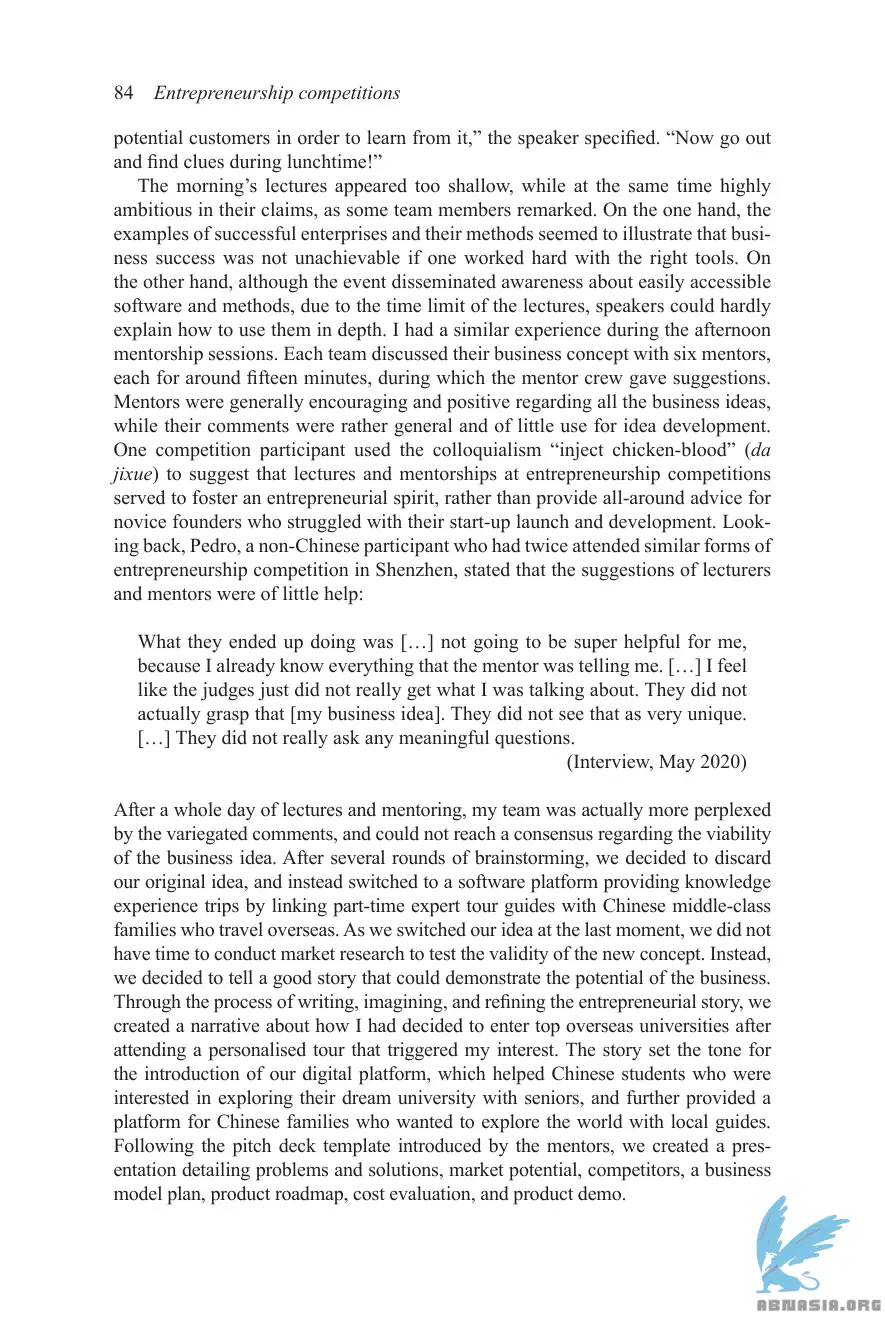 84 Entrepreneurship competitions
potential customers in order to learn from it,” the speaker specified. “Now go out
and find clues during lunchtime!”
The morning’s lectures appeared too shallow, while at the same time highly
ambitious in their claims, as some team members remarked. On the one hand, the
examples of successful enterprises and their methods seemed to illustrate that busi-
ness success was not unachievable if one worked hard with the right tools. On
the other hand, although the event disseminated awareness about easily accessible
software and methods, due to the time limit of the lectures, speakers could hardly
explain how to use them in depth. I had a similar experience during the afternoon
mentorship sessions. Each team discussed their business concept with six mentors,
each for around fifteen minutes, during which the mentor crew gave suggestions.
Mentors were generally encouraging and positive regarding all the business ideas,
while their comments were rather general and of little use for idea development.
One competition participant used the colloquialism “inject chicken-blood” (da
jixue) to suggest that lectures and mentorships at entrepreneurship competitions
served to foster an entrepreneurial spirit, rather than provide all-around advice for
novice founders who struggled with their start-up launch and development. Look-
ing back, Pedro, a non-Chinese participant who had twice attended similar forms of
entrepreneurship competition in Shenzhen, stated that the suggestions of lecturers
and mentors were of little help:
What they ended up doing was […] not going to be super helpful for me,
because I already know everything that the mentor was telling me. […] I feel
like the judges just did not really get what I was talking about. They did not
actually grasp that [my business idea]. They did not see that as very unique.
[…] They did not really ask any meaningful questions.
(Interview, May 2020)
After a whole day of lectures and mentoring, my team was actually more perplexed
by the variegated comments, and could not reach a consensus regarding the viability
of the business idea. After several rounds of brainstorming, we decided to discard
our original idea, and instead switched to a software platform providing knowledge
experience trips by linking part-time expert tour guides with Chinese middle-class
families who travel overseas. As we switched our idea at the last moment, we did not
have time to conduct market research to test the validity of the new concept. Instead,
we decided to tell a good story that could demonstrate the potential of the business.
Through the process of writing, imagining, and refining the entrepreneurial story, we
created a narrative about how I had decided to enter top overseas universities after
attending a personalised tour that triggered my interest. The story set the tone for
the introduction of our digital platform, which helped Chinese students who were
interested in exploring their dream university with seniors, and further provided a
platform for Chinese families who wanted to explore the world with local guides.
Following the pitch deck template introduced by the mentors, we created a pres-
entation detailing problems and solutions, market potential, competitors, a business
model plan, product roadmap, cost evaluation, and product demo.
ABNASIA.ORG